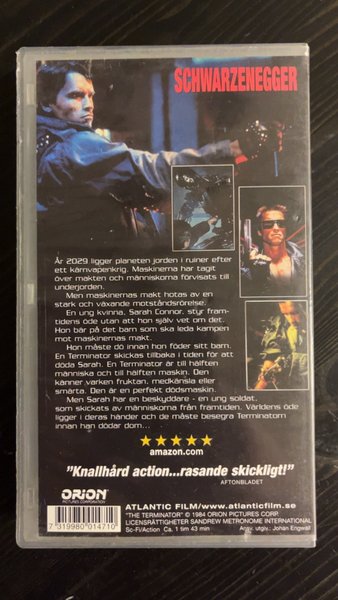 SCHWARZENEGGER
År 2029 ligger planeten jorden i ruiner efter
ett kärnvapenkrig. Maskinerna har tagit
över makten och människorna förvisats till
underjorden.
Men maskinernas makt hotas av en
stark och växande motståndsrörelse.
En ung kvinna, Sarah Connor, styr fram-
tidens öde utan att hon själv vet om det.
Hon bär på det barn som ska leda kampen
mot maskinernas makt.
Hon måste dö innan hon föder sitt barn.
En Terminator skickas tillbaka i tiden för att
döda Sarah. En Terminator är till hälften
människa och till hälften maskin. Den
känner varken fruktan, medkänsla eller
smärta. Den är en perfekt dödsmaskin.
Men Sarah har en beskyddare - en ung soldat,
som skickats av människorna från framtiden. Världens öde
ligger i deras händer och de måste besegra Terminatorn
innan han dödar dom...
★★★★★
amazon.com
"Knallhård action...rasande skickligt!"
AFTONBLADET
ORION
PICTURES CORPORATION
7 319980 014710
ATLANTIC FILM/www.atlanticfilm.se
"THE TERMINATOR" © 1984 ORION PICTURES CORP.
LICENSRÄTTIGHETER SANDREW METRONOME INTERNATIONAL
Sc-Fi/Action Ca. 1 tim 43 min Ansv. utgiv.: Johan Engwall